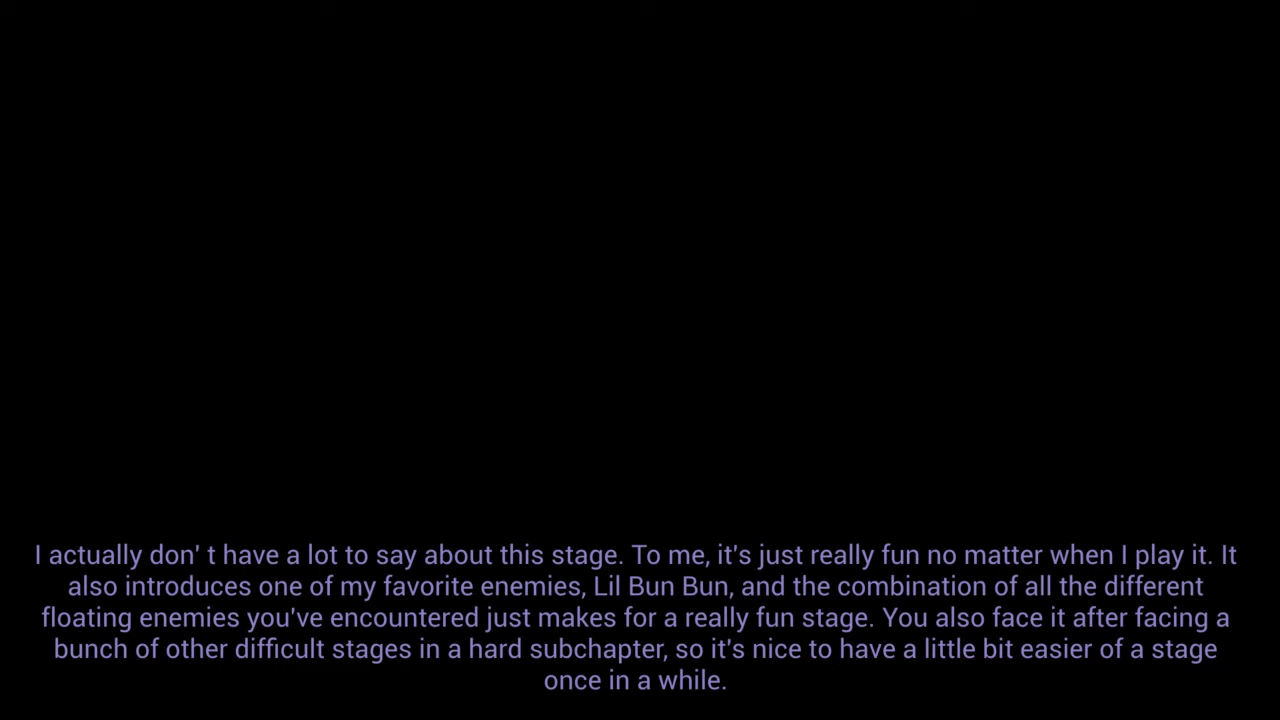 I actually don' t have a lot to say about this stage. To me, it's just really fun no matter when I play it. It
also introduces one of my favorite enemies, Lil Bun Bun, and the combination of all the different
floating enemies you've encountered just makes for a really fun stage. You also face it after facing a
bunch of other difficult stages in a hard subchapter, so it's nice to have a little bit easier of a stage
once in a while.